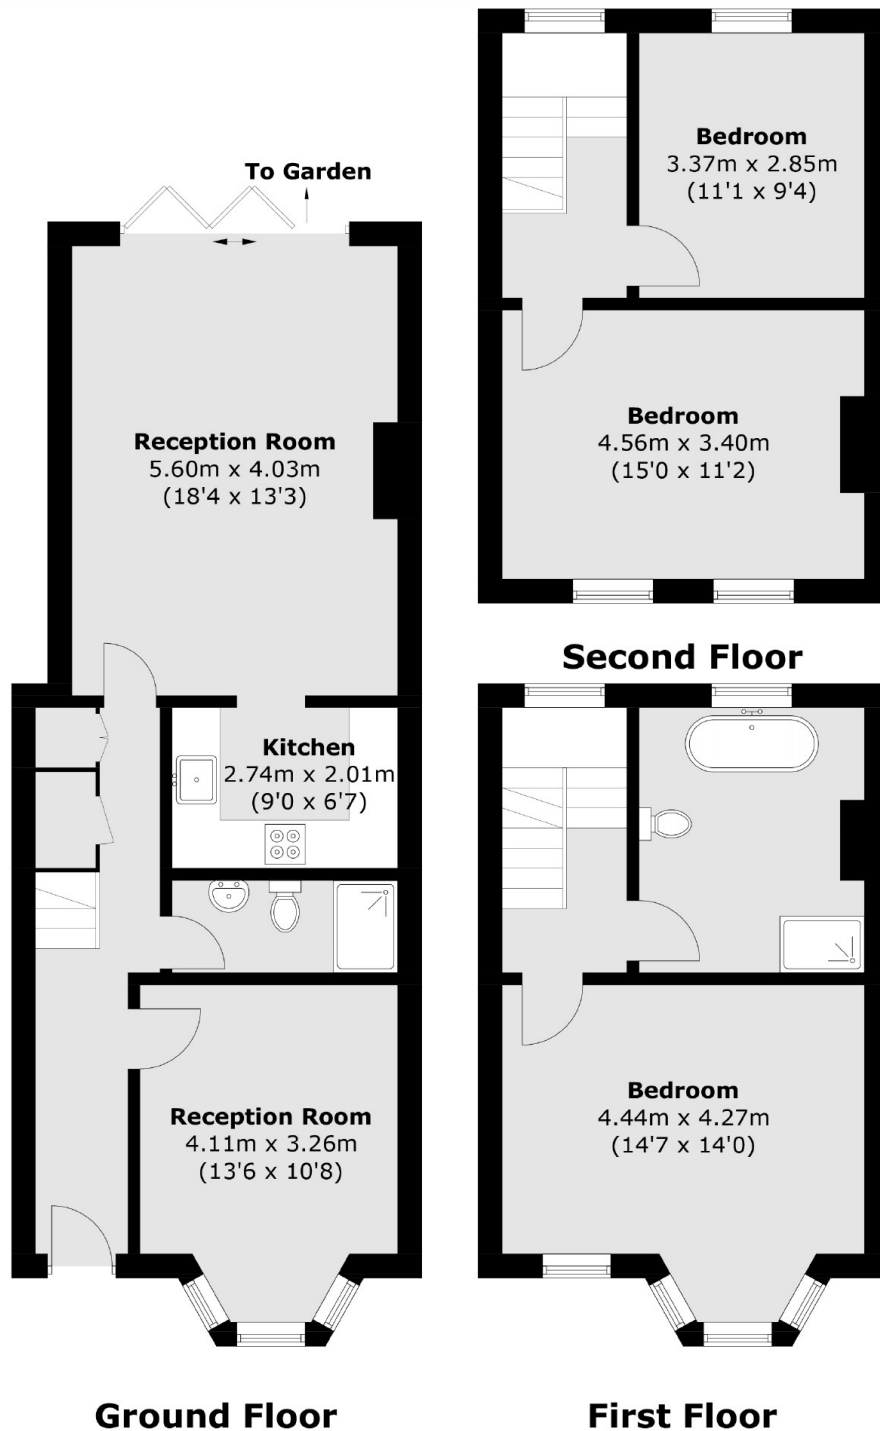 To Garden
Reception Room
5.60m x 4.03m
(18'4 x 13'3)
Kitchen
2.74m x 2.01m
(9'0 x 6'7)
Reception Room
4.11m x 3.26m
(13'6 x 10'8)
Ground Floor
Bedroom
3.37m x 2.85m
(11'1 x 9'4)
Bedroom
4.56m x 3.40m
(15'0 x 11'2)
Second Floor
Bedroom
4.44m x 4.27m
(14'7 x 14'0)
First Floor